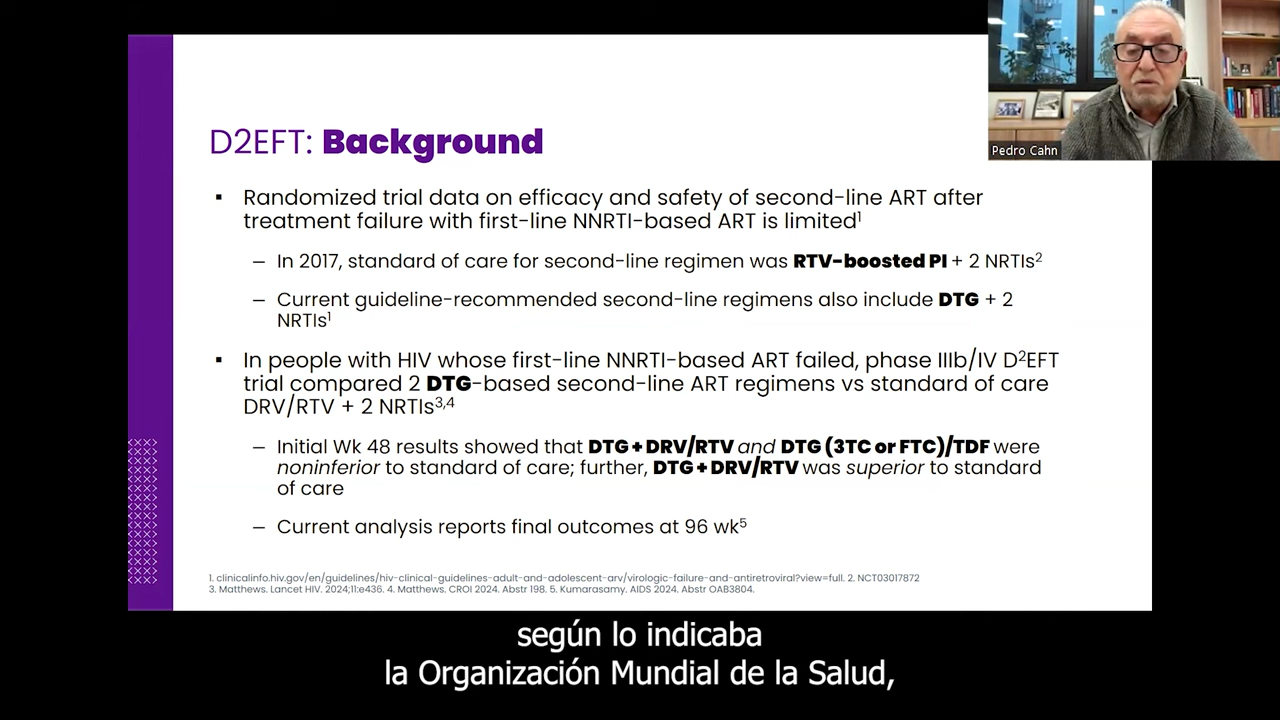 Pedro Cahn
D2EFT: Background
▪ Randomized trial data on efficacy and safety of second-line ART after
treatment failure with first-line NNRTI-based ART is limited¹
– In 2017, standard of care for second-line regimen was RTV-boosted PI + 2 NRTIs²
– Current guideline-recommended second-line regimens also include DTG + 2
NRTIs¹
▪ In people with HIV whose first-line NNRTI-based ART failed, phase IIIb/IV D²EFT
trial compared 2 DTG-based second-line ART regimens vs standard of care
DRV/RTV + 2 NRTIs³,⁴
– Initial Wk 48 results showed that DTG + DRV/RTV and DTG (3TC or FTC)/TDF were
noninferior to standard of care; further, DTG + DRV/RTV was superior to standard
of care
– Current analysis reports final outcomes at 96 wk⁵
1. clinicalinfo.hiv.gov/en/guidelines/hiv-clinical-guidelines-adult-and-adolescent-arv/virologic-failure-and-antiretroviral?view=full. 2. NCT03017872
3. Matthews. Lancet HIV. 2024;11:e436. 4. Matthews. CROI 2024. Abstr 198. 5. Kumarasamy. AIDS 2024. Abstr OAB3804.
según lo indicaba
la Organización Mundial de la Salud,